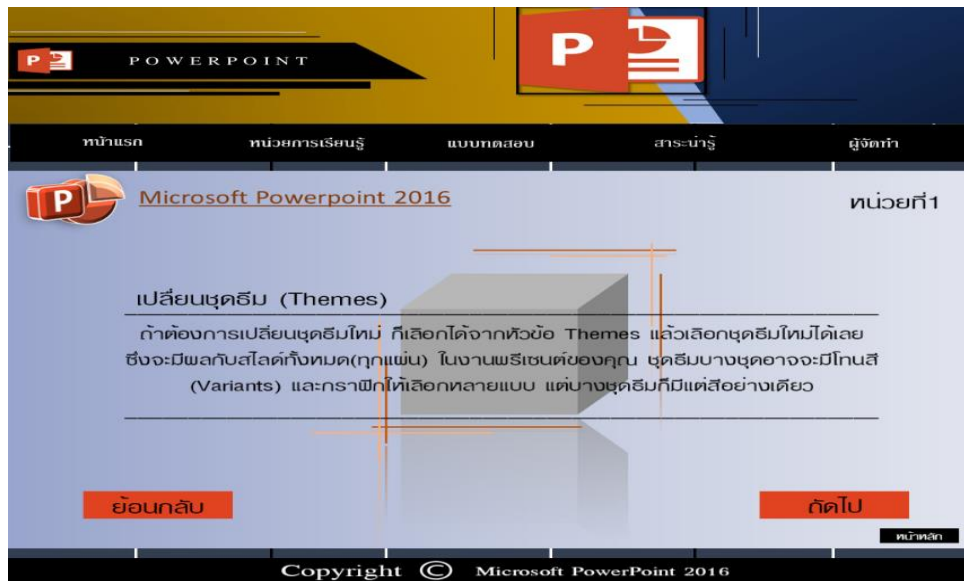 P POWERPOINT
P
หน้าแรก หน่วยการเรียนรู้ แบบทดสอบ สาระน่ารู้ ผู้จัดทำ
P Microsoft Powerpoint 2016 หน่วยที่1
เปลี่ยนชุดธีม (Themes)
ถ้าต้องการเปลี่ยนชุดธีมใหม่ ก็เลือกได้จากหัวข้อ Themes แล้วเลือกชุดธีมใหม่ได้เลย
ซึ่งจะมีผลกับสไลด์ทั้งหมด(ทุกแผ่น) ในงานพรีเซนต์ของคุณ ชุดธีมบางชุดอาจจะมีโทนสี
(Variants) และกราฟิกให้เลือกหลายแบบ แต่บางชุดธีมก็มีแต่สีอย่างเดียว
ย้อนกลับ ถัดไป
หน้าหลัก
Copyright © Microsoft PowerPoint 2016